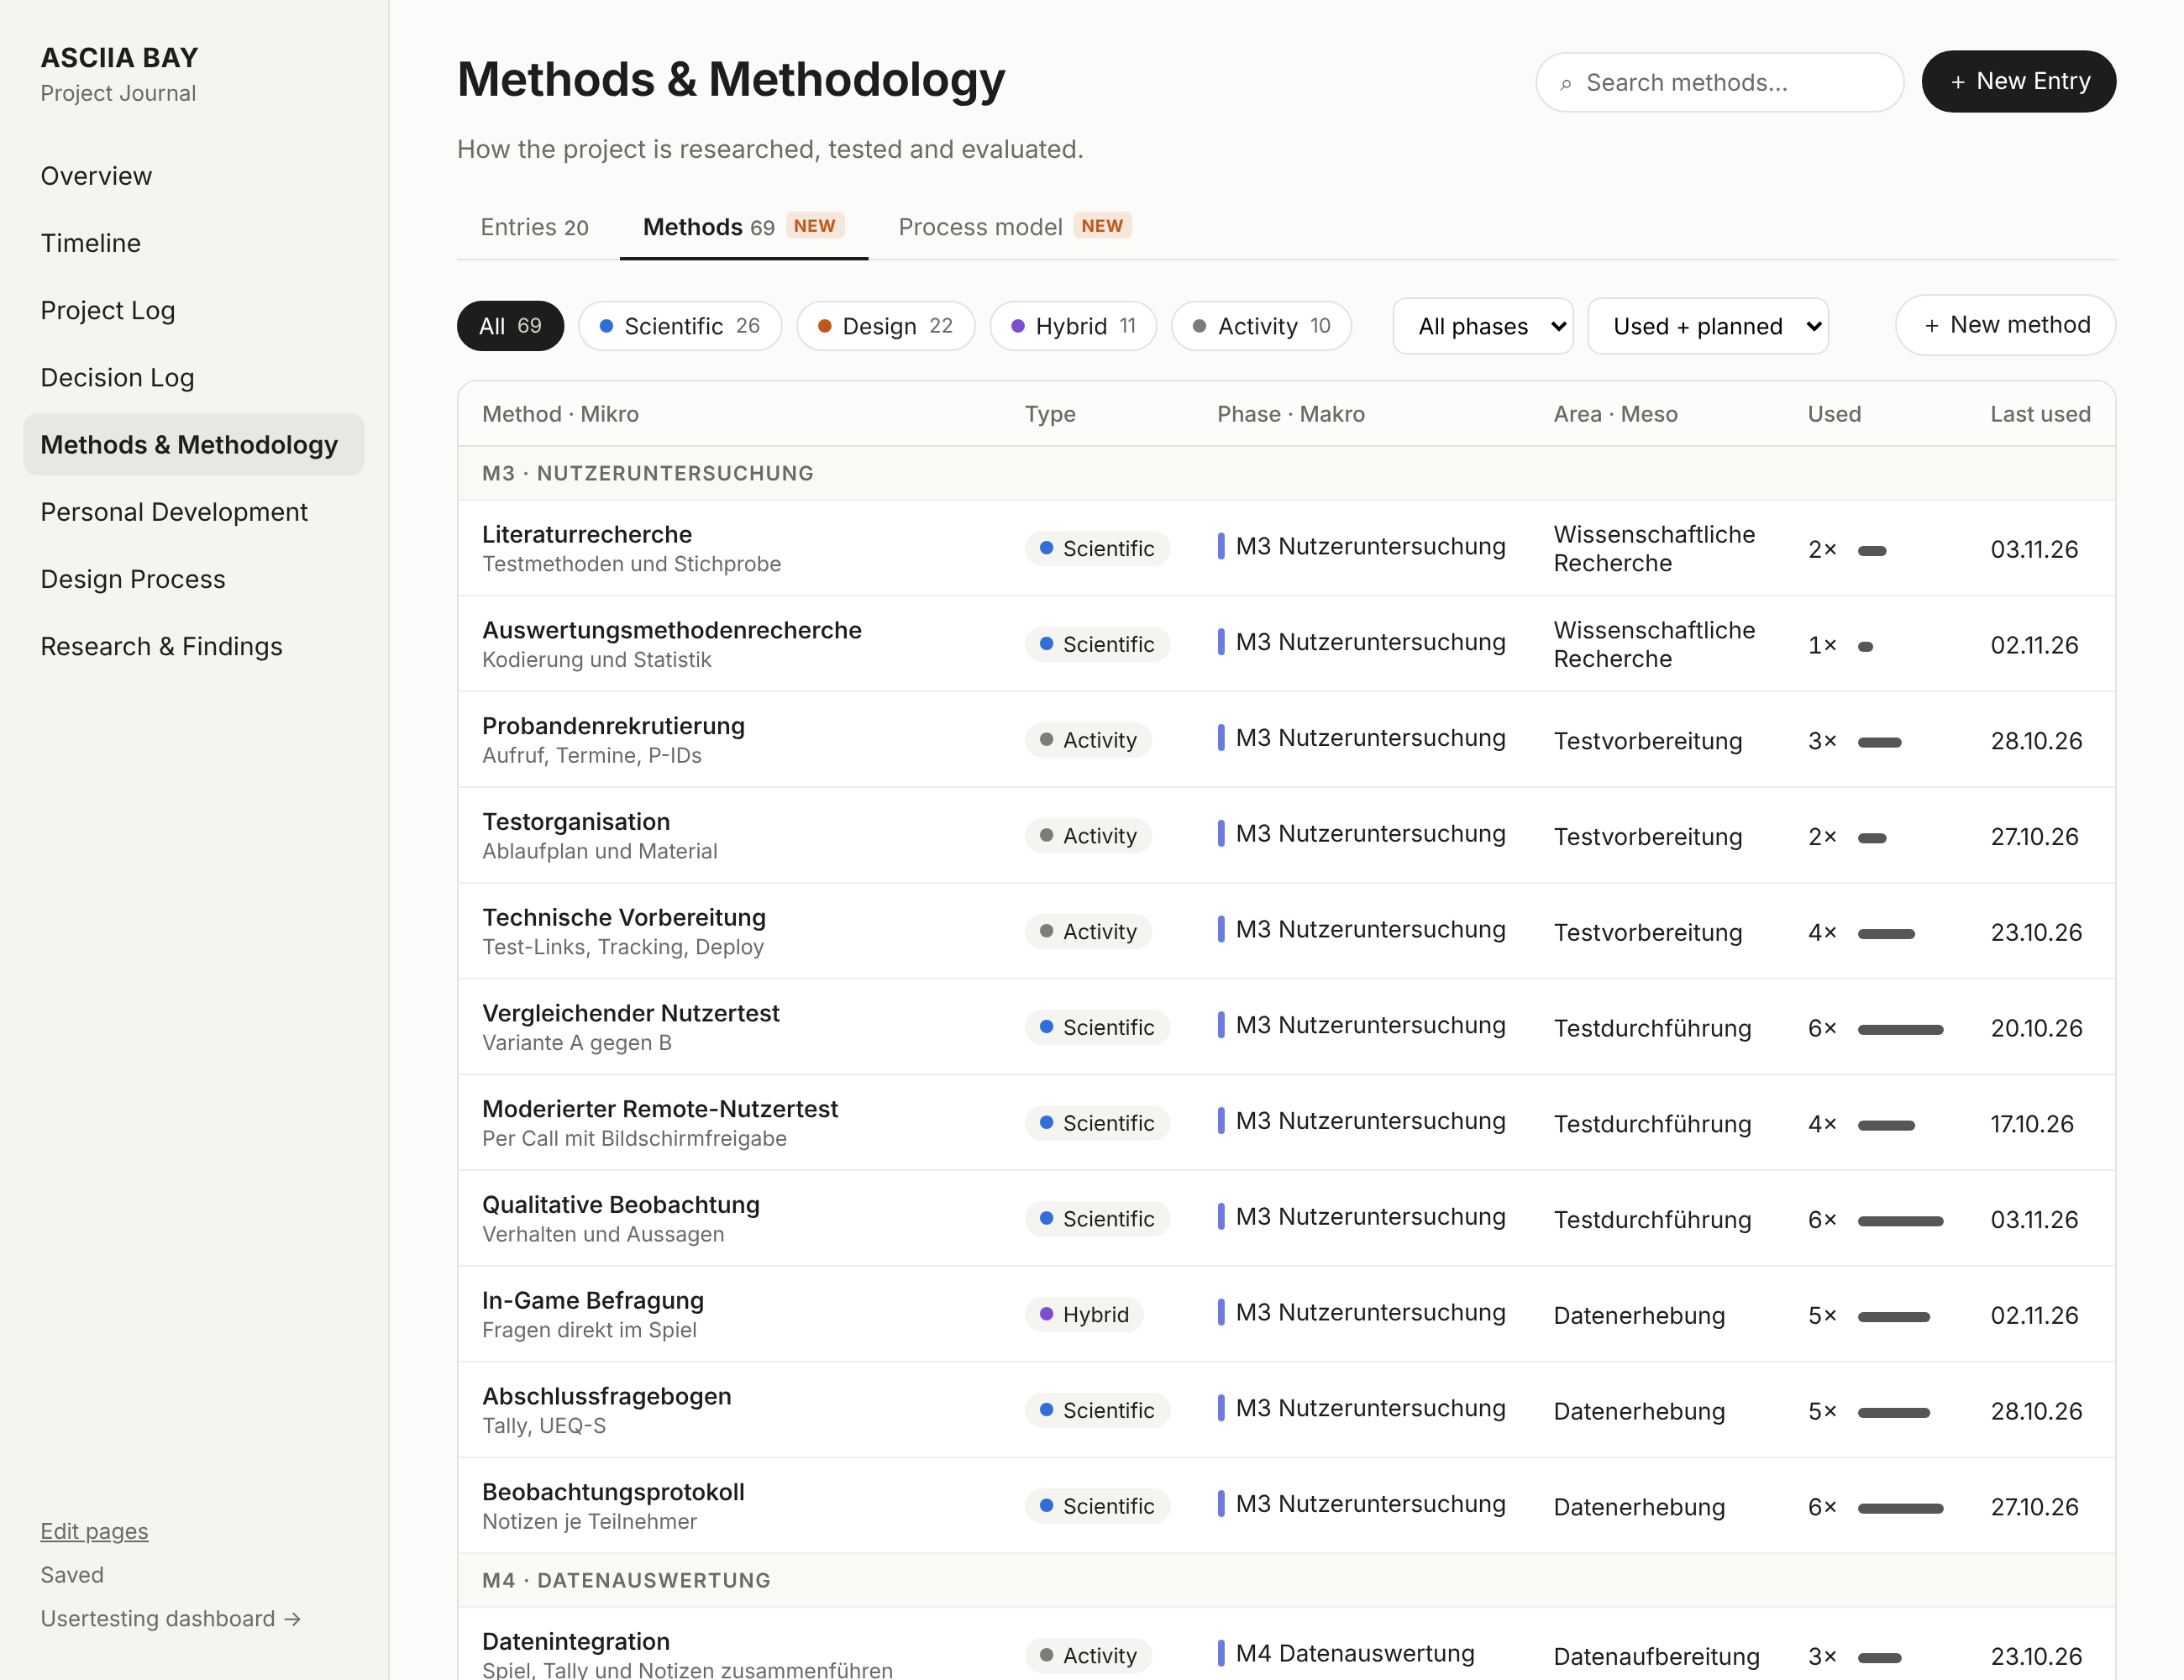 ASCIIA BAY
Project Journal
Overview
Timeline
Project Log
Decision Log
Methods & Methodology
Personal Development
Design Process
Research & Findings
Edit pages
Saved
Usertesting dashboard →
Methods & Methodology
Search methods...
+ New Entry
How the project is researched, tested and evaluated.
Entries 20
Methods 69 NEW
Process model NEW
All 69
Scientific 26
Design 22
Hybrid 11
Activity 10
All phases
Used + planned
+ New method
Method · Mikro Type Phase · Makro Area · Meso Used Last used
M3 · NUTZERUNTERSUCHUNG
Literaturrecherche
Testmethoden und Stichprobe
Scientific M3 Nutzeruntersuchung
Wissenschaftliche
Recherche
2× 03.11.26
Auswertungsmethodenrecherche
Kodierung und Statistik
Scientific M3 Nutzeruntersuchung
Wissenschaftliche
Recherche
1× 02.11.26
Probandenrekrutierung
Aufruf, Termine, P-IDs
Activity M3 Nutzeruntersuchung Testvorbereitung 3× 28.10.26
Testorganisation
Ablaufplan und Material
Activity M3 Nutzeruntersuchung Testvorbereitung 2× 27.10.26
Technische Vorbereitung
Test-Links, Tracking, Deploy
Activity M3 Nutzeruntersuchung Testvorbereitung 4× 23.10.26
Vergleichender Nutzertest
Variante A gegen B
Scientific M3 Nutzeruntersuchung Testdurchführung 6× 20.10.26
Moderierter Remote-Nutzertest
Per Call mit Bildschirmfreigabe
Scientific M3 Nutzeruntersuchung Testdurchführung 4× 17.10.26
Qualitative Beobachtung
Verhalten und Aussagen
Scientific M3 Nutzeruntersuchung Testdurchführung 6× 03.11.26
In-Game Befragung
Fragen direkt im Spiel
Hybrid M3 Nutzeruntersuchung Datenerhebung 5× 02.11.26
Abschlussfragebogen
Tally, UEQ-S
Scientific M3 Nutzeruntersuchung Datenerhebung 5× 28.10.26
Beobachtungsprotokoll
Notizen je Teilnehmer
Scientific M3 Nutzeruntersuchung Datenerhebung 6× 27.10.26
M4 · DATENAUSWERTUNG
Datenintegration
Spiel, Tally und Notizen zusammenführen
Activity M4 Datenauswertung Datenaufbereitung 3× 23.10.26